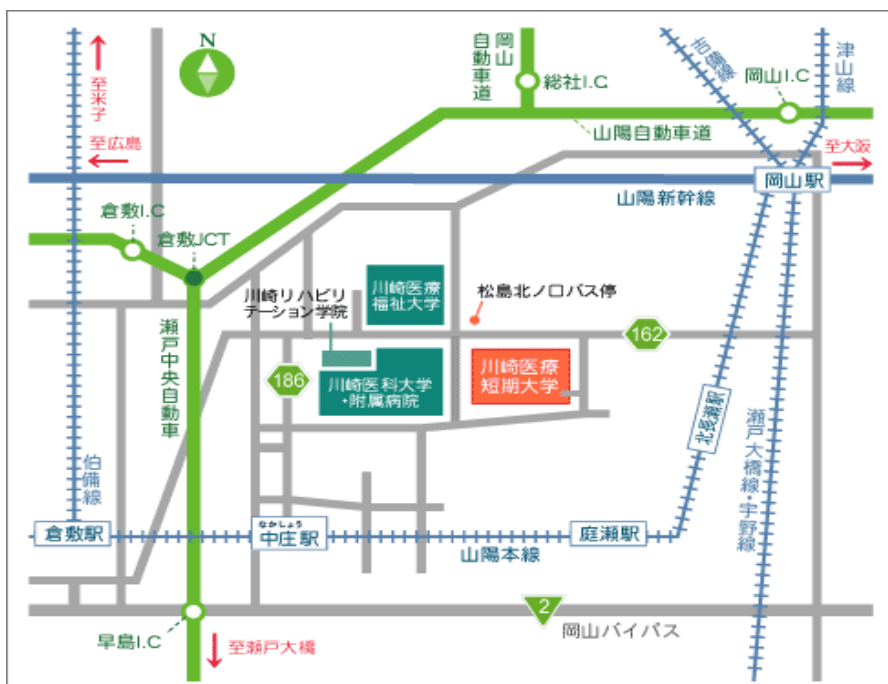 N
至米子
至広島
岡山
自動車道
総社I.C
吉備線
岡山I.C
津山線
山陽自動車道
至大阪
岡山駅
山陽新幹線
倉敷I.C
倉敷JCT
川崎リハビリ
テーション学院
川崎医療
福祉大学
松島北ノ口バス停
162
瀬戸中央自動車
186
川崎医科大学
・附属病院
川崎医療
短期大学
北長瀬駅
瀬戸大橋線・宇野線
伯備線
倉敷駅
なかしょう
中庄駅
山陽本線
庭瀬駅
2
岡山バイパス
早島I.C
至瀬戸大橋